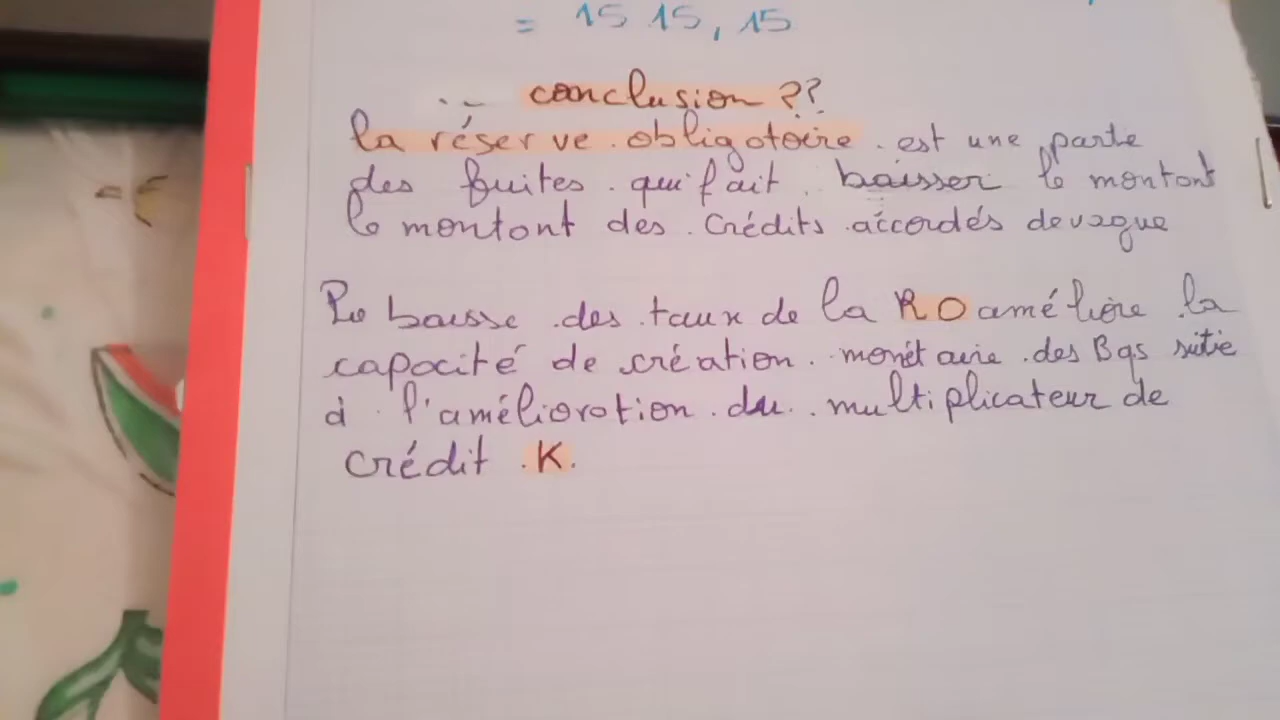 = 15 15, 15
conclusion ??
la réserve obligatoire est une partie
des fuites qui fait baisser le montant
le montant des crédits accordés
La baisse des taux de la RO améliore la
capacité de création monétaire des Bqs suite
à l'amélioration du multiplicateur de
crédit K.